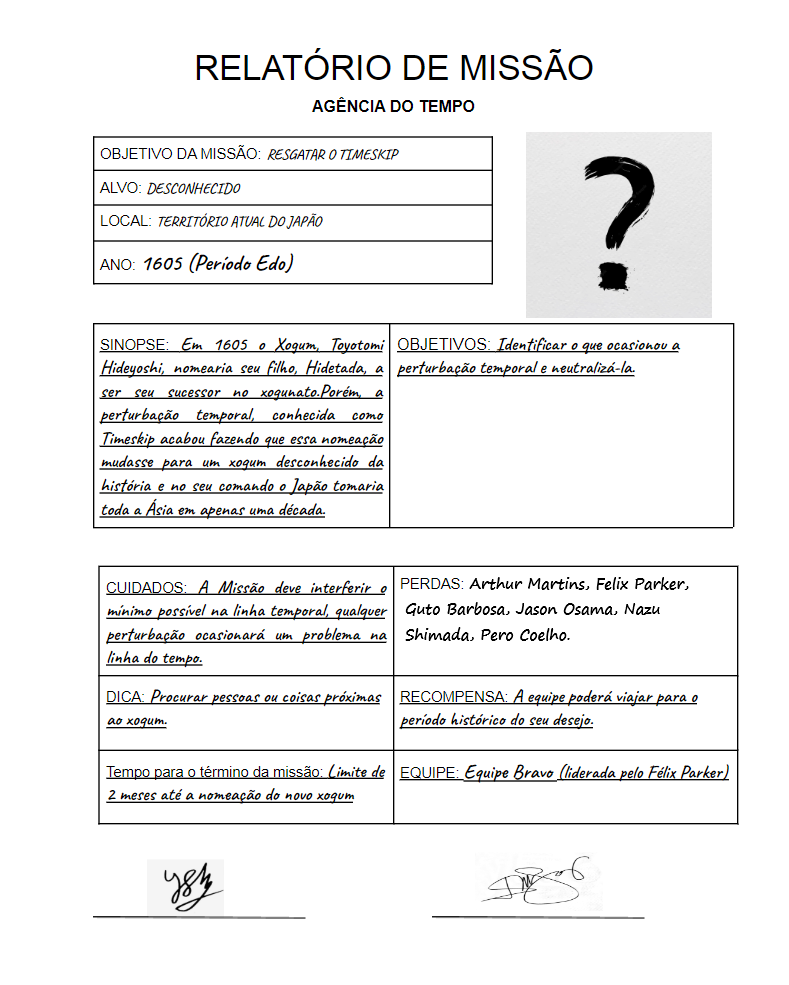 RELATÓRIO DE MISSÃO
AGÊNCIA DO TEMPO
OBJETIVO DA MISSÃO: RESGATAR O TIMESKIP
ALVO: DESCONHECIDO
LOCAL: TERRITÓRIO ATUAL DO JAPÃO
ANO: 1605 (Período Edo)
?
SINOPSE: Em 1605 o Xogum, Toyotomi
Hideyoshi, nomearia seu filho, Hidetada, a
ser seu sucessor no xogunato.Porém, a
perturbação temporal, conhecida como
Timeskip acabou fazendo que essa nomeação
mudasse para um xogum desconhecido da
história e no seu comando o Japão tomaria
toda a Ásia em apenas uma década.
OBJETIVOS: Identificar o que ocasionou a
perturbação temporal e neutralizá-la.
CUIDADOS: A Missão deve interferir o
mínimo possível na linha temporal, qualquer
perturbação ocasionará um problema na
linha do tempo.
PERDAS: Arthur Martins, Felix Parker,
Guto Barbosa, Jason Osama, Nazu
Shimada, Pero Coelho.
DICA: Procurar pessoas ou coisas próximas
ao xogum.
RECOMPENSA: A equipe poderá viajar para o
período histórico do seu desejo.
Tempo para o término da missão: Limite de
2 meses até a nomeação do novo xogum
EQUIPE: Equipe Bravo (liderada pelo Félix Parker)